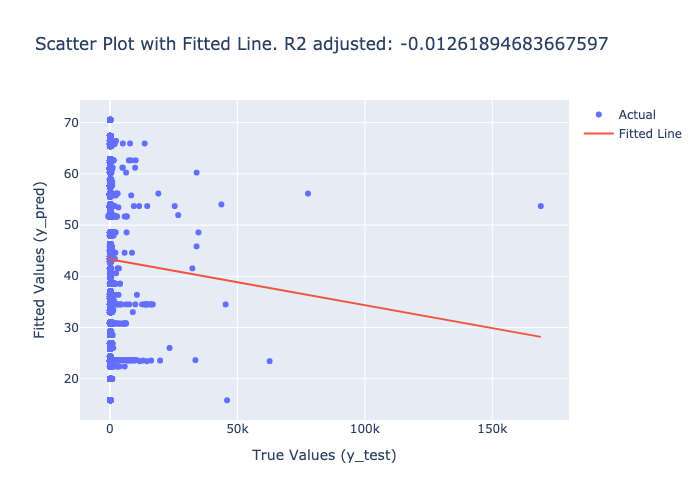 Scatter Plot with Fitted Line. R2 adjusted: -0.01261894683667597
Actual
Fitted Line
70
60
50
40
30
20
Fitted Values (y_pred)
0
50k
100k
150k
True Values (y_test)